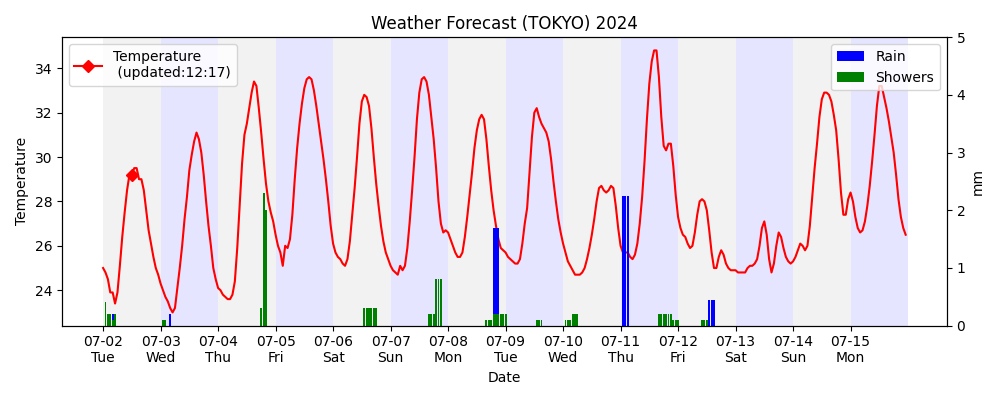 Weather Forecast (TOKYO) 2024
Temperature
(updated:12:17)
Rain
Showers
Temperature
34
32
30
28
26
24
5
4
3
2
1
0
mm
07-02 07-03 07-04 07-05 07-06 07-07 07-08 07-09 07-10 07-11 07-12 07-13 07-14 07-15
Tue Wed Thu Fri Sat Sun Mon Tue Wed Thu Fri Sat Sun Mon
Date